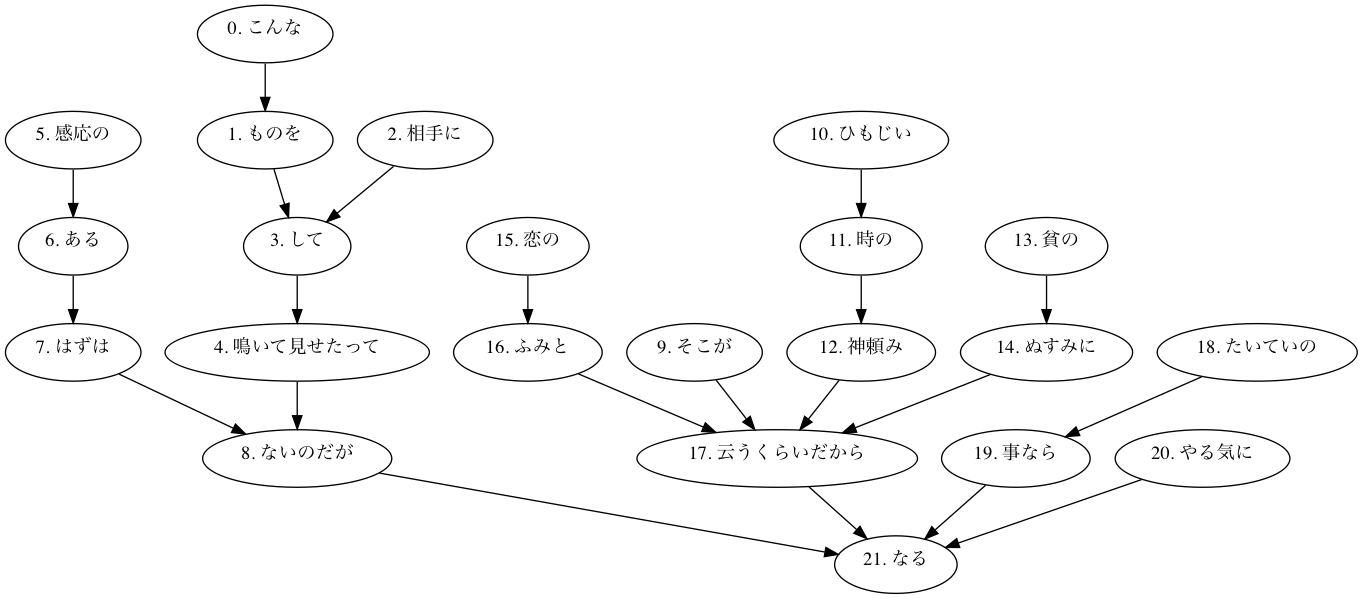 0. こんな
5. 感応の
1. ものを
2. 相手に
10. ひもじい
6. ある
3. して
15. 恋の
11. 時の
13. 貧の
7. はずは
4. 鳴いて見せたって
16. ふみと
9. そこが
12. 神頼み
14. ぬすみに
18. たいていの
8. ないのだが
17. 云うくらいだから
19. 事なら
20. やる気に
21. なる